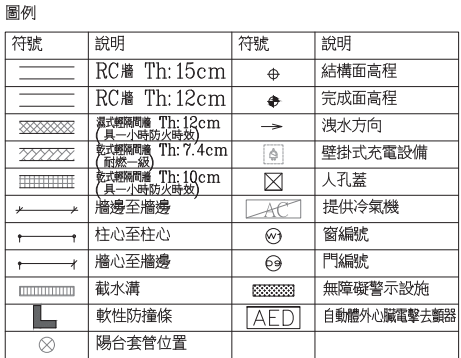 圖例
符號 說明 符號 說明
RC牆 Th:15cm 結構面高程
RC牆 Th:12cm 完成面高程
濕式輕隔間牆 Th:12cm 洩水方向
(具一小時防火時效)
乾式輕隔間牆 Th:7.4cm 壁掛式充電設備
(耐燃一級)
乾式輕隔間牆 Th:10cm 人孔蓋
(具一小時防火時效)
牆邊至牆邊 AC 提供冷氣機
柱心至柱心 W1 窗編號
牆心至牆邊 D9 門編號
截水溝 無障礙警示設施
軟性防撞條 AED 自動體外心臟電擊去顫器
陽台套管位置